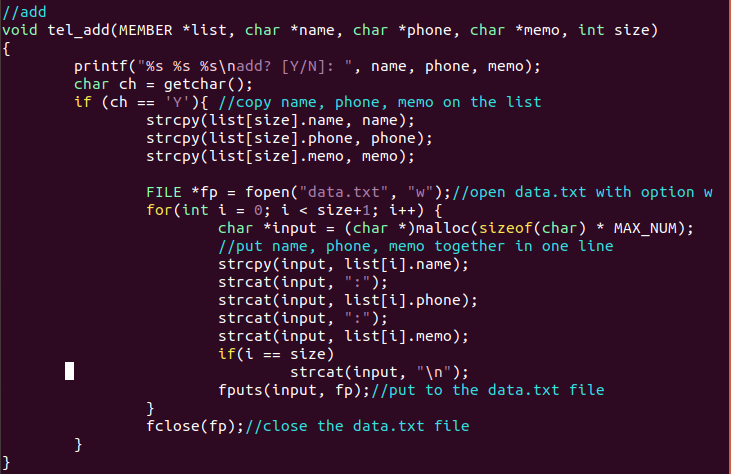 //add
void tel_add(MEMBER *list, char *name, char *phone, char *memo, int size)
{
        printf("%s %s %s\nadd? [Y/N]: ", name, phone, memo);
        char ch = getchar();
        if (ch == 'Y'){ //copy name, phone, memo on the list
                strcpy(list[size].name, name);
                strcpy(list[size].phone, phone);
                strcpy(list[size].memo, memo);

                FILE *fp = fopen("data.txt", "w");//open data.txt with option w
                for(int i = 0; i < size+1; i++) {
                        char *input = (char *)malloc(sizeof(char) * MAX_NUM);
                        //put name, phone, memo together in one line
                        strcpy(input, list[i].name);
                        strcat(input, ":");
                        strcat(input, list[i].phone);
                        strcat(input, ":");
                        strcat(input, list[i].memo);
                        if(i == size)
                                strcat(input, "\n");
                        fputs(input, fp);//put to the data.txt file
                }
                fclose(fp);//close the data.txt file
        }
}